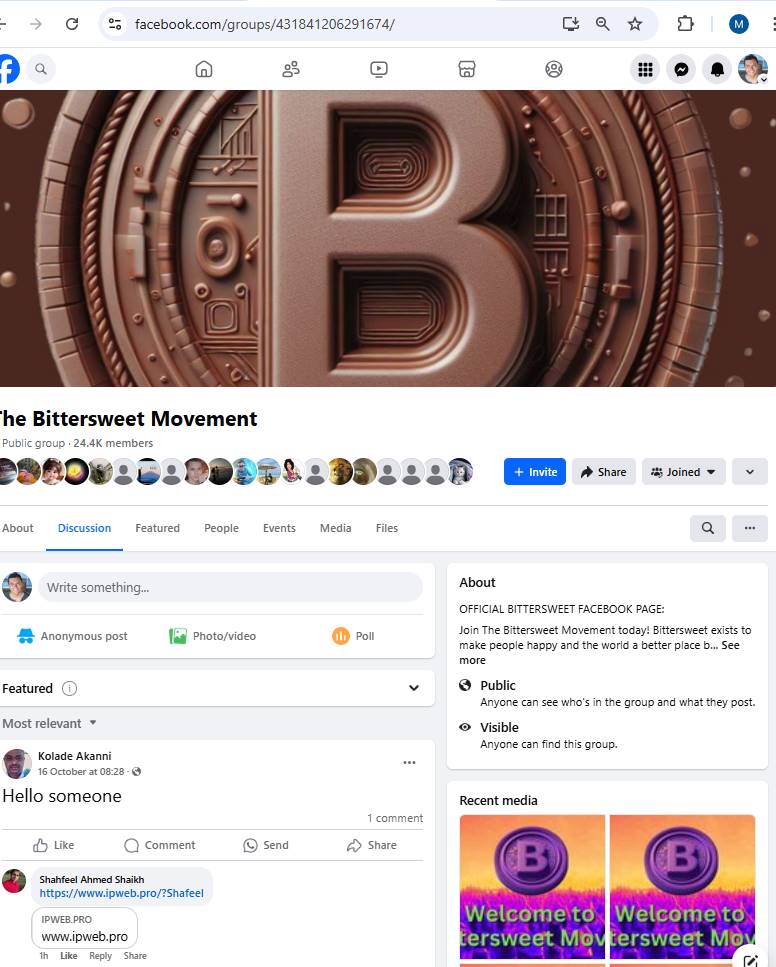 facebook.com/groups/431841206291674/
M
B
The Bittersweet Movement
Public group · 24.4K members
+ Invite
Share
Joined
About
Discussion
Featured
People
Events
Media
Files
Write something...
Anonymous post
Photo/video
Poll
Featured
Most relevant
Kolade Akanni
16 October at 08:28 ·
Hello someone
1 comment
Like
Comment
Send
Share
Shahfeel Ahmed Shaikh
https://www.ipweb.pro/?Shafeel
IPWEB.PRO
www.ipweb.pro
1h Like Reply Share
About
OFFICIAL BITTERSWEET FACEBOOK PAGE:
Join The Bittersweet Movement today! Bittersweet exists to
make people happy and the world a better place b... See
more
Public
Anyone can see who's in the group and what they post.
Visible
Anyone can find this group.
Recent media
B
Welcome to
tersweet Mov
B
Welcome to
tersweet Mov